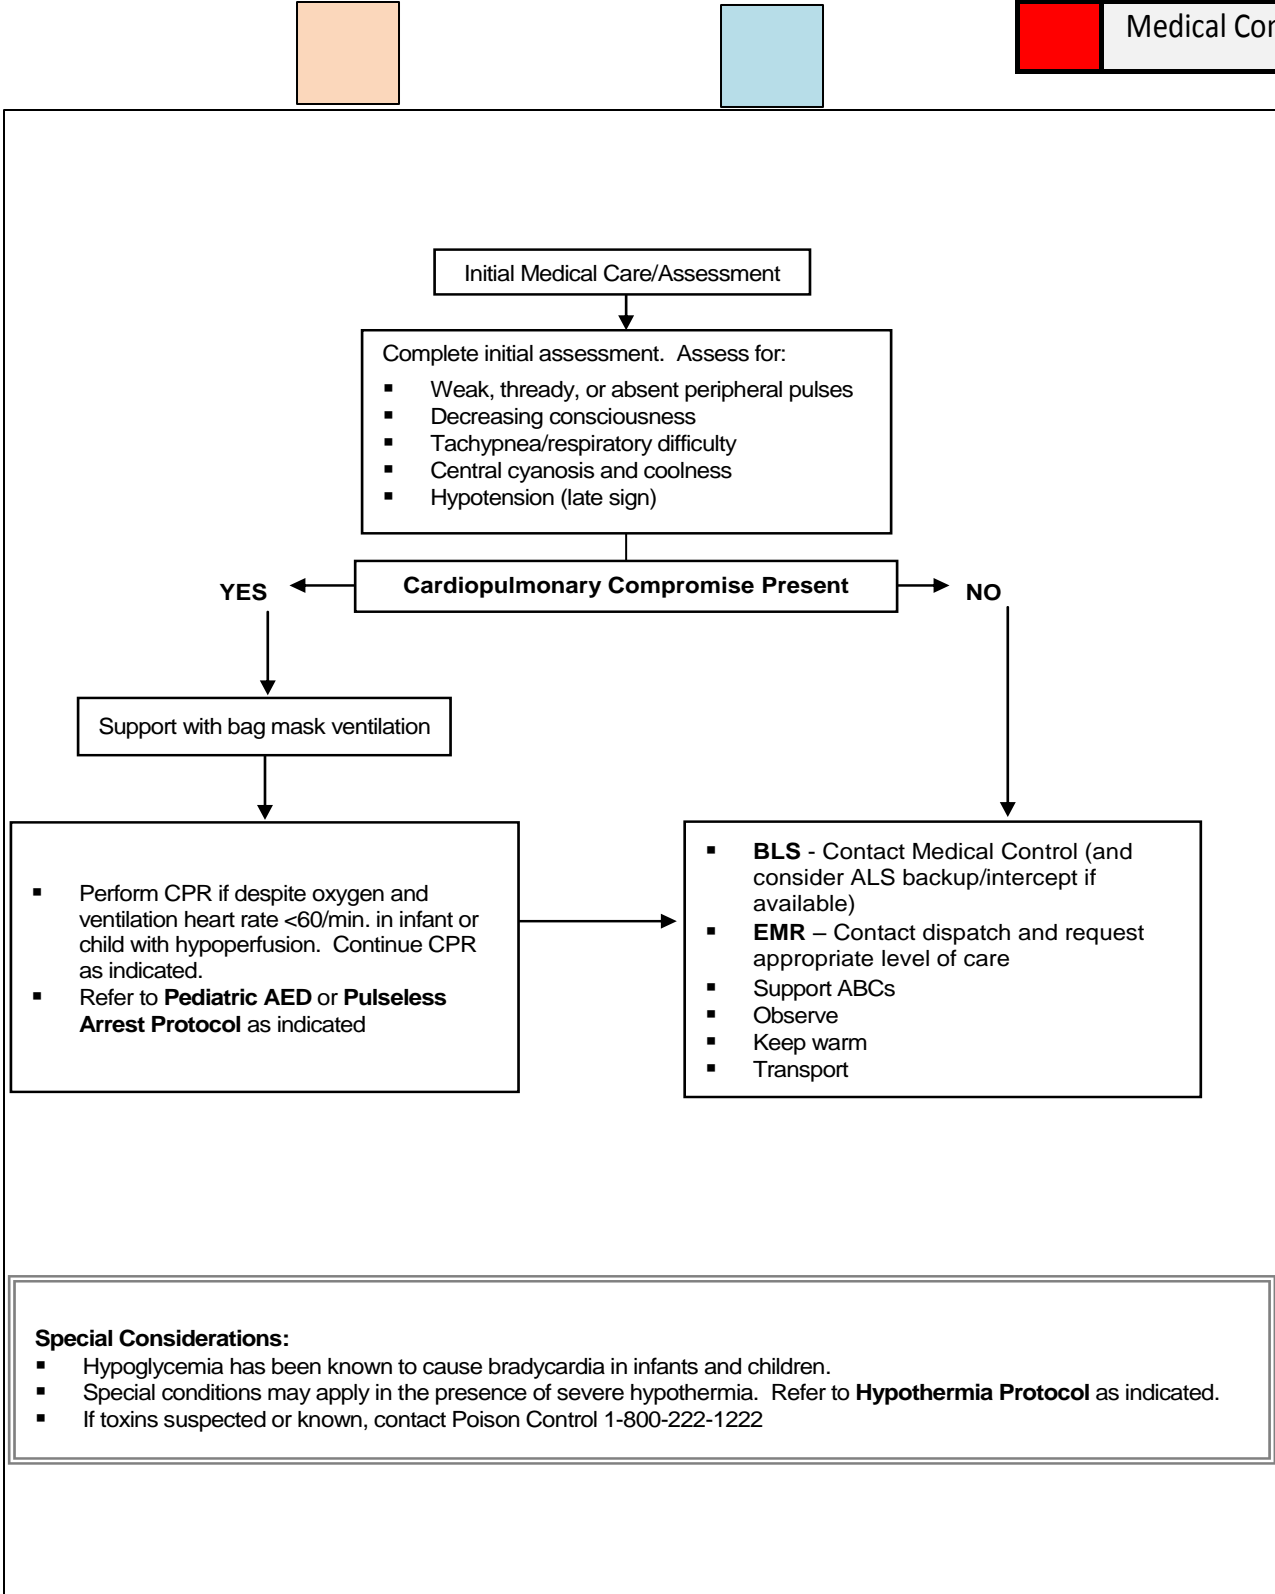 Medical Con
Initial Medical Care/Assessment
Complete initial assessment.  Assess for:
▪ Weak, thready, or absent peripheral pulses
▪ Decreasing consciousness
▪ Tachypnea/respiratory difficulty
▪ Central cyanosis and coolness
▪ Hypotension (late sign)
YES
Cardiopulmonary Compromise Present
NO
Support with bag mask ventilation
▪ Perform CPR if despite oxygen and
ventilation heart rate <60/min. in infant or
child with hypoperfusion.  Continue CPR
as indicated.
▪ Refer to Pediatric AED or Pulseless
Arrest Protocol as indicated
▪ BLS - Contact Medical Control (and
consider ALS backup/intercept if
available)
▪ EMR – Contact dispatch and request
appropriate level of care
▪ Support ABCs
▪ Observe
▪ Keep warm
▪ Transport
Special Considerations:
▪ Hypoglycemia has been known to cause bradycardia in infants and children.
▪ Special conditions may apply in the presence of severe hypothermia.  Refer to Hypothermia Protocol as indicated.
▪ If toxins suspected or known, contact Poison Control 1-800-222-1222